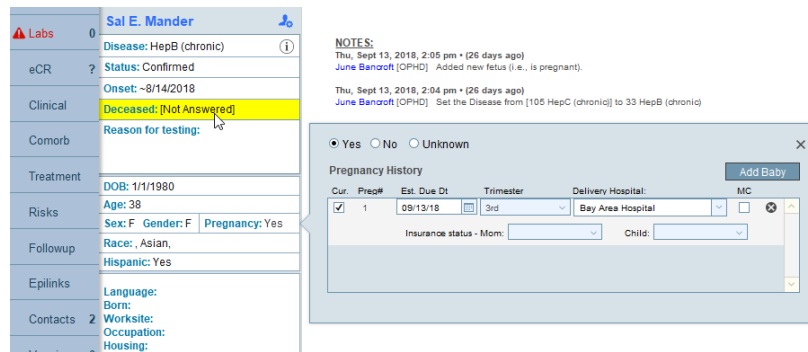 Labs 0
eCR ?
Clinical
Comorb
Treatment
Risks
Followup
Epilinks
Contacts 2
Sal E. Mander
Disease: HepB (chronic)
Status: Confirmed
Onset: ~8/14/2018
Deceased: [Not Answered]
Reason for testing:
DOB: 1/1/1980
Age: 38
Sex: F Gender: F Pregnancy: Yes
Race: , Asian,
Hispanic: Yes
Language:
Born:
Worksite:
Occupation:
Housing:
NOTES:
Thu, Sept 13, 2018, 2:05 pm • (26 days ago)
June Bancroft [OPHD] Added new fetus (i.e., is pregnant).
Thu, Sept 13, 2018, 2:04 pm • (26 days ago)
June Bancroft [OPHD] Set the Disease from [105 HepC (chronic)] to 33 HepB (chronic)
Yes No Unknown
Pregnancy History Add Baby
Cur. Preg# Est. Due Dt Trimester Delivery Hospital: MC
1 09/13/18 3rd Bay Area Hospital
Insurance status - Mom: Child: